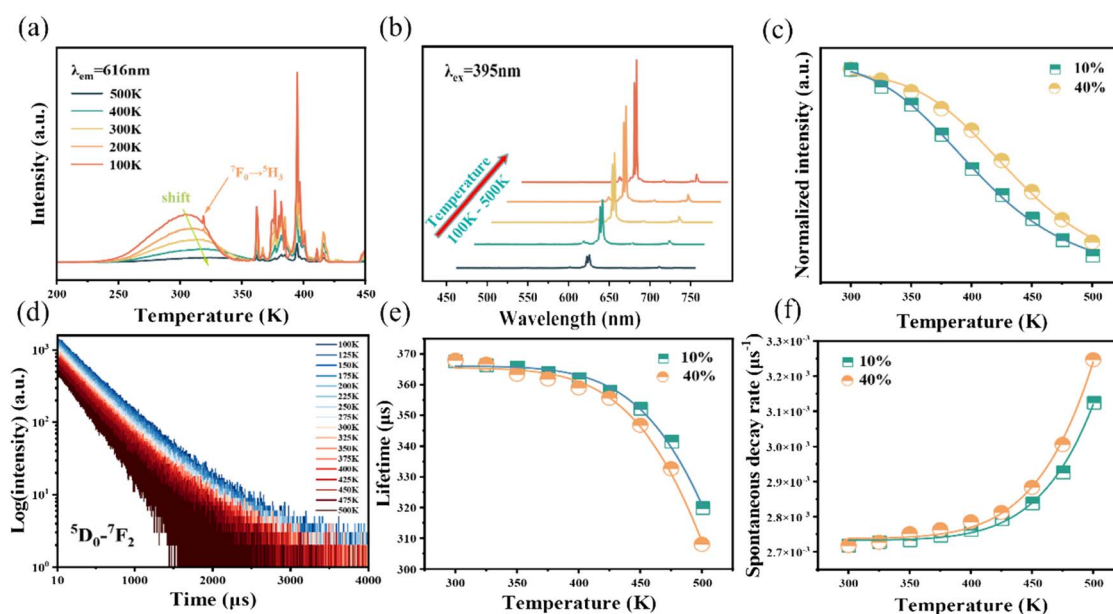 (a)
λem=616nm
500K
400K
300K
200K
100K
⁷F₀→⁵H₃
shift
Intensity (a.u.)
200 250 300 350 400 450
Temperature (K)
(b)
λex=395nm
Temperature
100K - 500K
450 500 550 600 650 700 750
Wavelength (nm)
(c)
10%
40%
Normalized intensity (a.u.)
300 350 400 450 500
Temperature (K)
(d)
100K
125K
150K
175K
200K
225K
250K
275K
300K
325K
350K
375K
400K
425K
450K
475K
500K
Log(intensity) (a.u.)
10³
10²
10¹
10⁰
⁵D₀-⁷F₂
10 1000 2000 3000 4000
Time (μs)
(e)
10%
40%
Lifetime (μs)
370
360
350
340
330
320
310
300
300 350 400 450 500
Temperature (K)
(f)
10%
40%
Spontaneous decay rate (μs⁻¹)
3.3×10⁻³
3.2×10⁻³
3.1×10⁻³
3.0×10⁻³
2.9×10⁻³
2.8×10⁻³
2.7×10⁻³
300 350 400 450 500
Temperature (K)